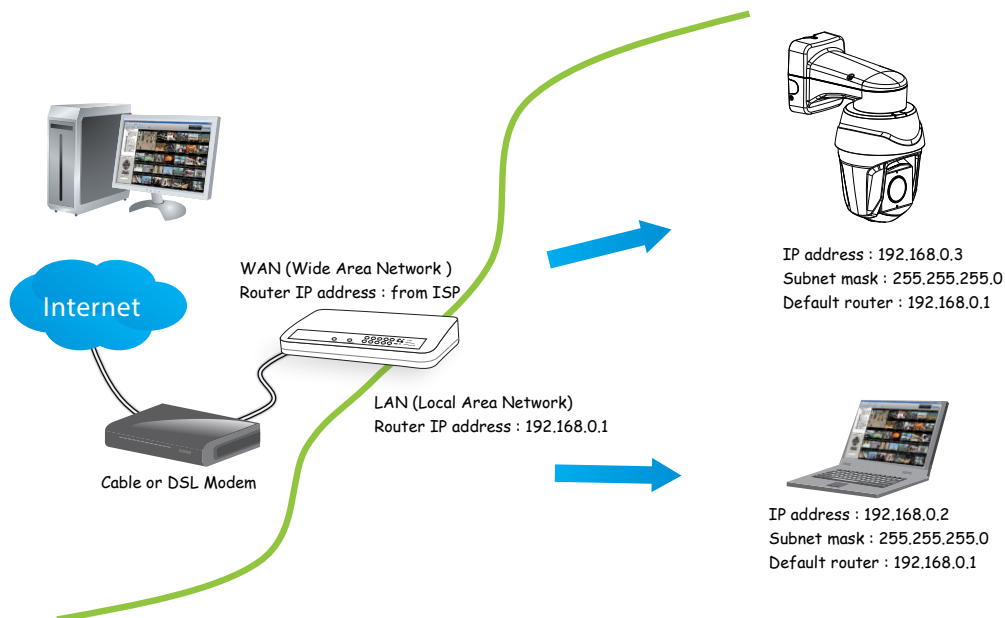 WAN (Wide Area Network )
Router IP address : from ISP
Internet
LAN (Local Area Network)
Router IP address : 192.168.0.1
Cable or DSL Modem
IP address : 192.168.0.3
Subnet mask : 255.255.255.0
Default router : 192.168.0.1
IP address : 192.168.0.2
Subnet mask : 255.255.255.0
Default router : 192.168.0.1